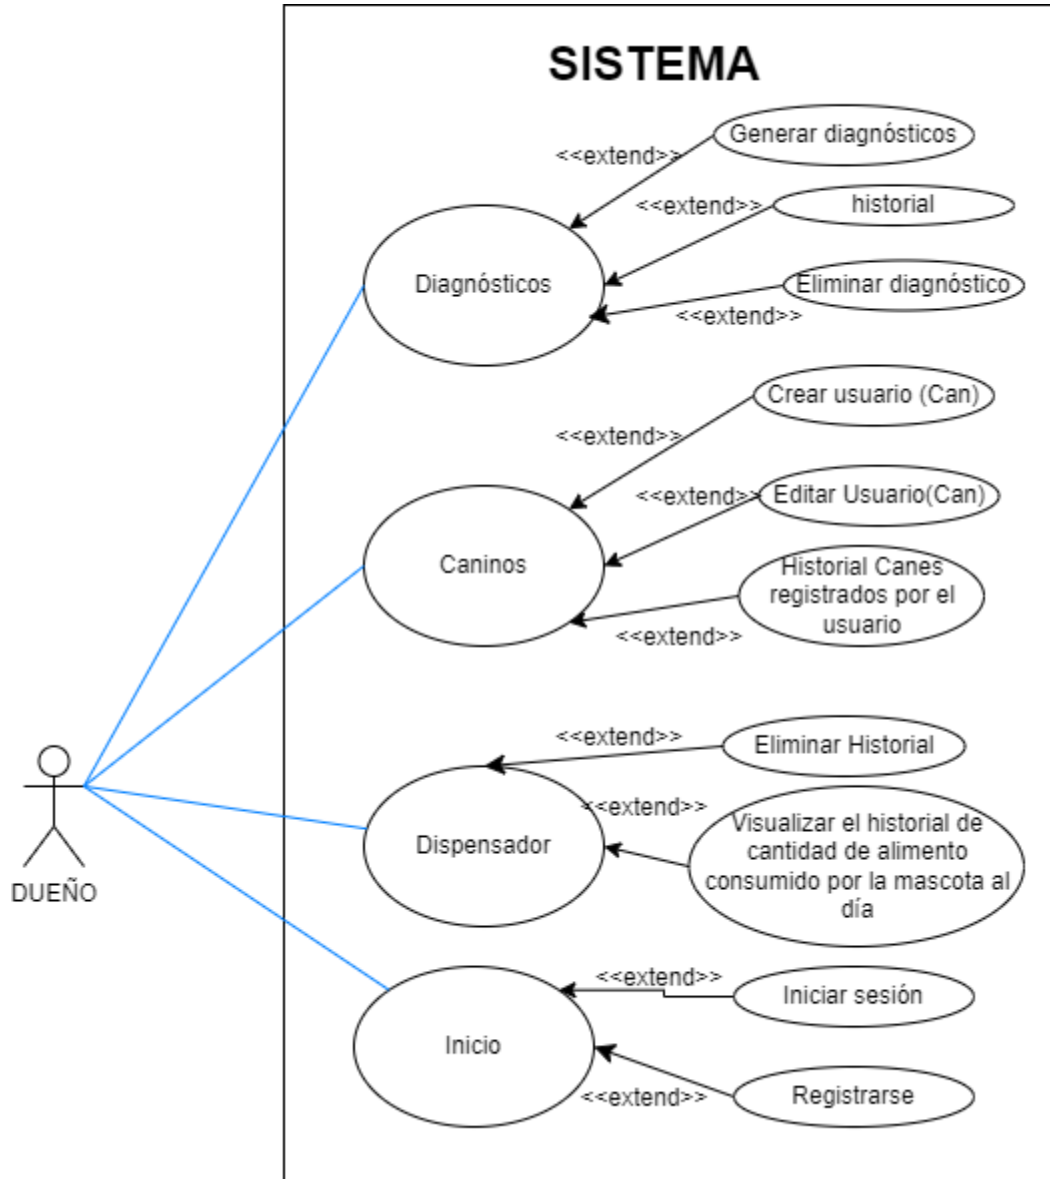 SISTEMA
Generar diagnósticos
<<extend>>
<<extend>>
historial
Diagnósticos
Eliminar diagnóstico
<<extend>>
Crear usuario (Can)
<<extend>>
<<extend>>
Editar Usuario(Can)
Caninos
Historial Canes
registrados por el
usuario
<<extend>>
<<extend>>
Eliminar Historial
<<extend>>
Visualizar el historial de
cantidad de alimento
consumido por la mascota al
día
Dispensador
DUEÑO
<<extend>>
Iniciar sesión
Inicio
<<extend>>
Registrarse